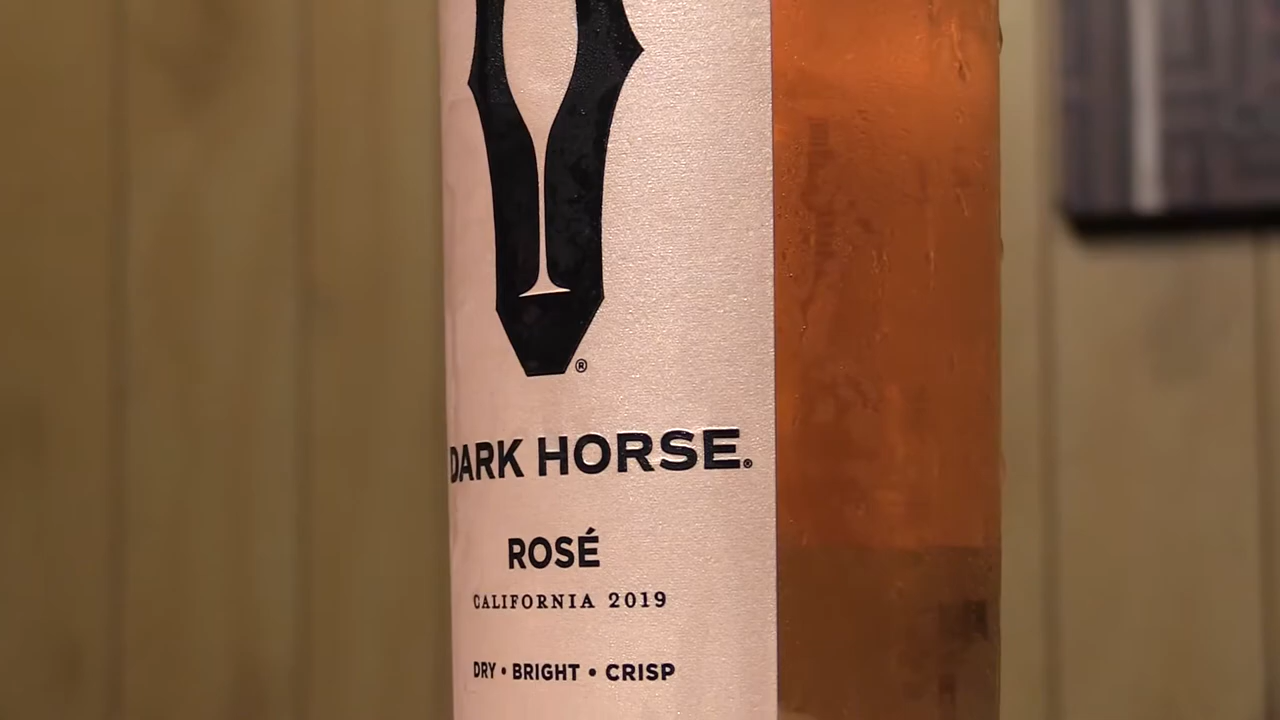 ®
DARK HORSE®
ROSÉ
CALIFORNIA 2019
DRY • BRIGHT • CRISP